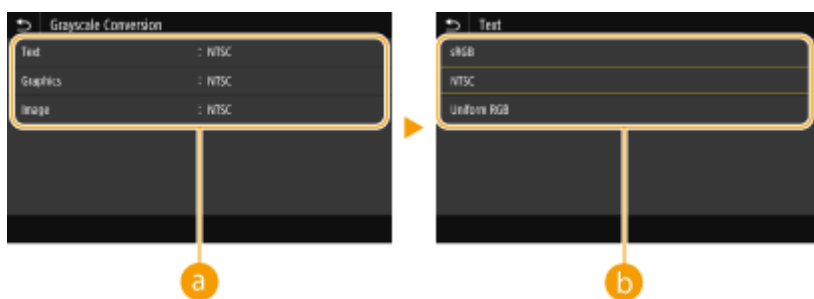 Grayscale Conversion
Text : NTSC
Graphics : NTSC
Image : NTSC
a
Text
sRGB
NTSC
Uniform RGB
b